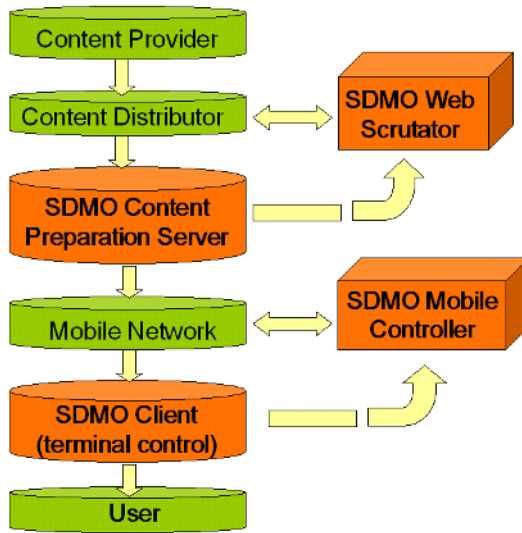 Content Provider
Content Distributor
SDMO Web
Scrutator
SDMO Content
Preparation Server
Mobile Network
SDMO Mobile
Controller
SDMO Client
(terminal control)
User